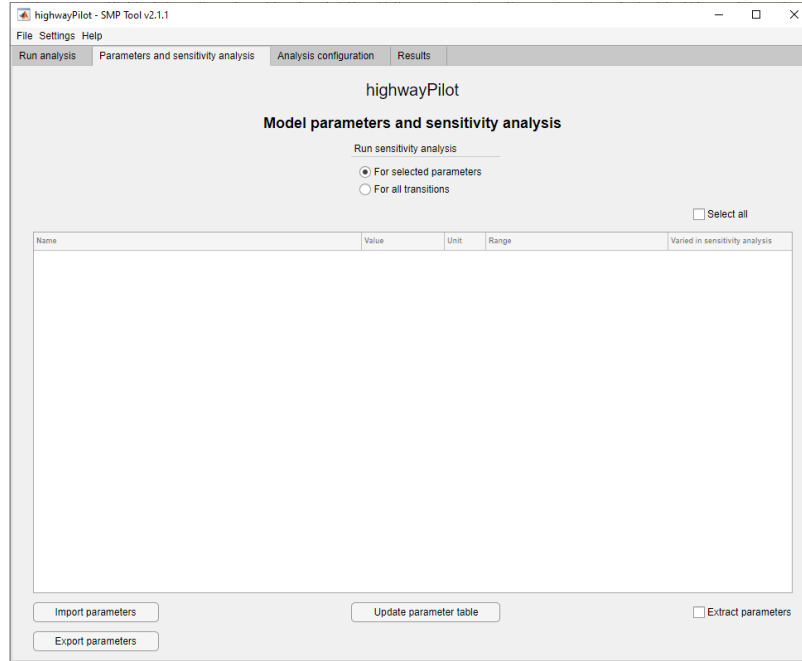 highwayPilot - SMP Tool v2.1.1
File Settings Help
Run analysis Parameters and sensitivity analysis Analysis configuration Results
highwayPilot
Model parameters and sensitivity analysis
Run sensitivity analysis
For selected parameters
For all transitions
Select all
Name Value Unit Range Varied in sensitivity analysis
Import parameters Update parameter table Extract parameters
Export parameters